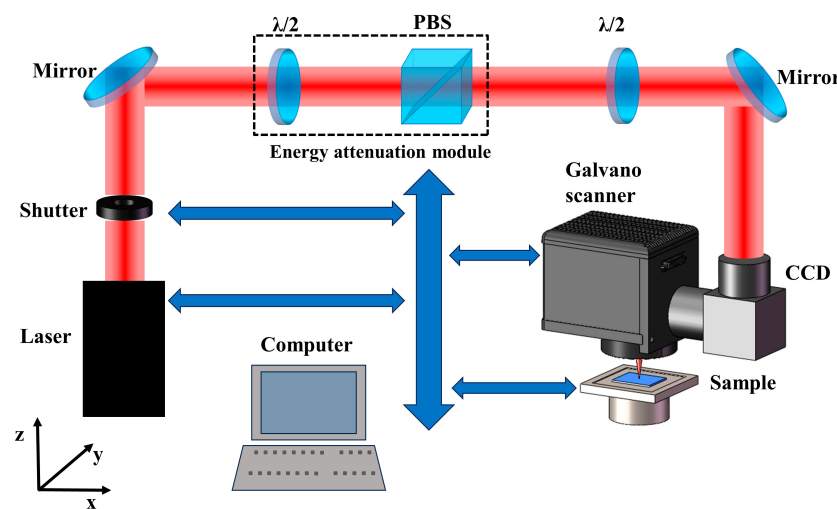 λ/2
PBS
λ/2
Mirror
Mirror
Energy attenuation module
Galvano
scanner
Shutter
CCD
Laser
Computer
Sample
z
y
x